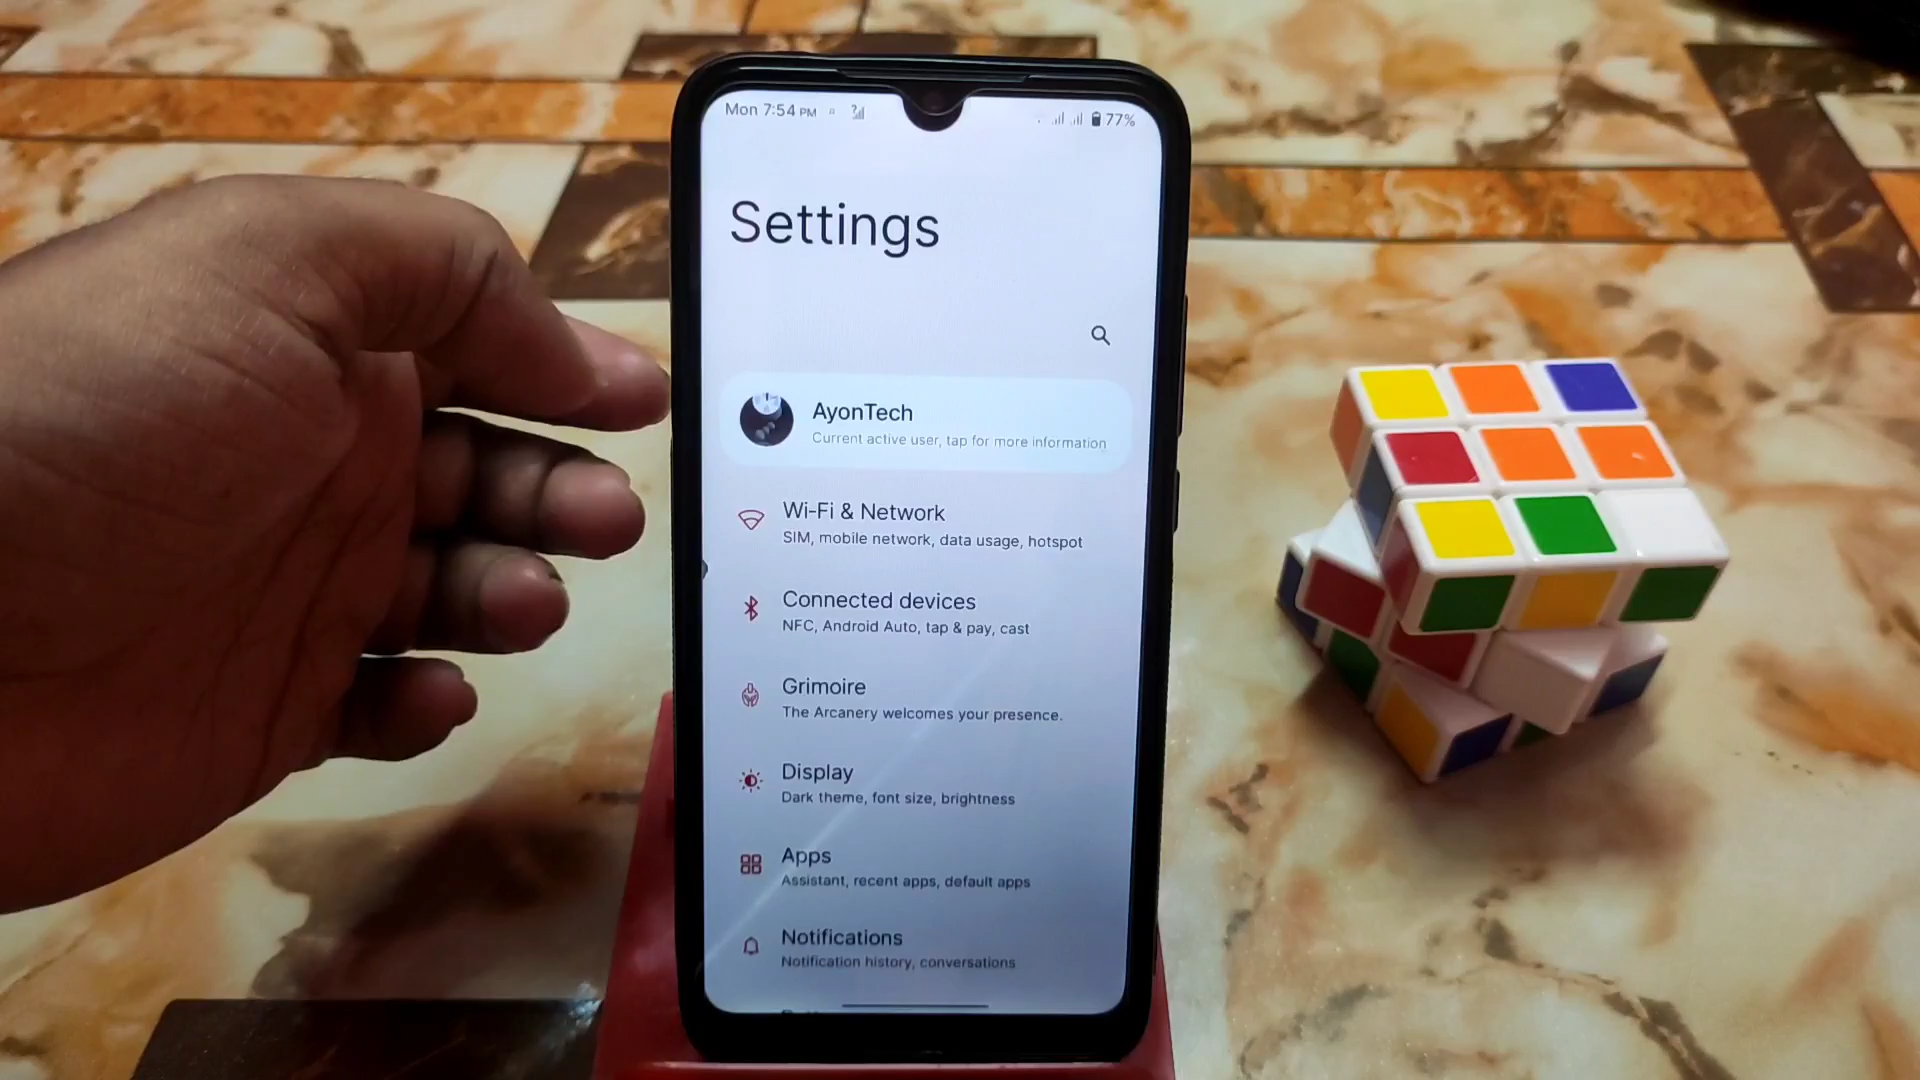 Mon 7:54 PM
77%
Settings
AyonTech
Current active user, tap for more information
Wi-Fi & Network
SIM, mobile network, data usage, hotspot
Connected devices
NFC, Android Auto, tap & pay, cast
Grimoire
The Arcanery welcomes your presence.
Display
Dark theme, font size, brightness
Apps
Assistant, recent apps, default apps
Notifications
Notification history, conversations